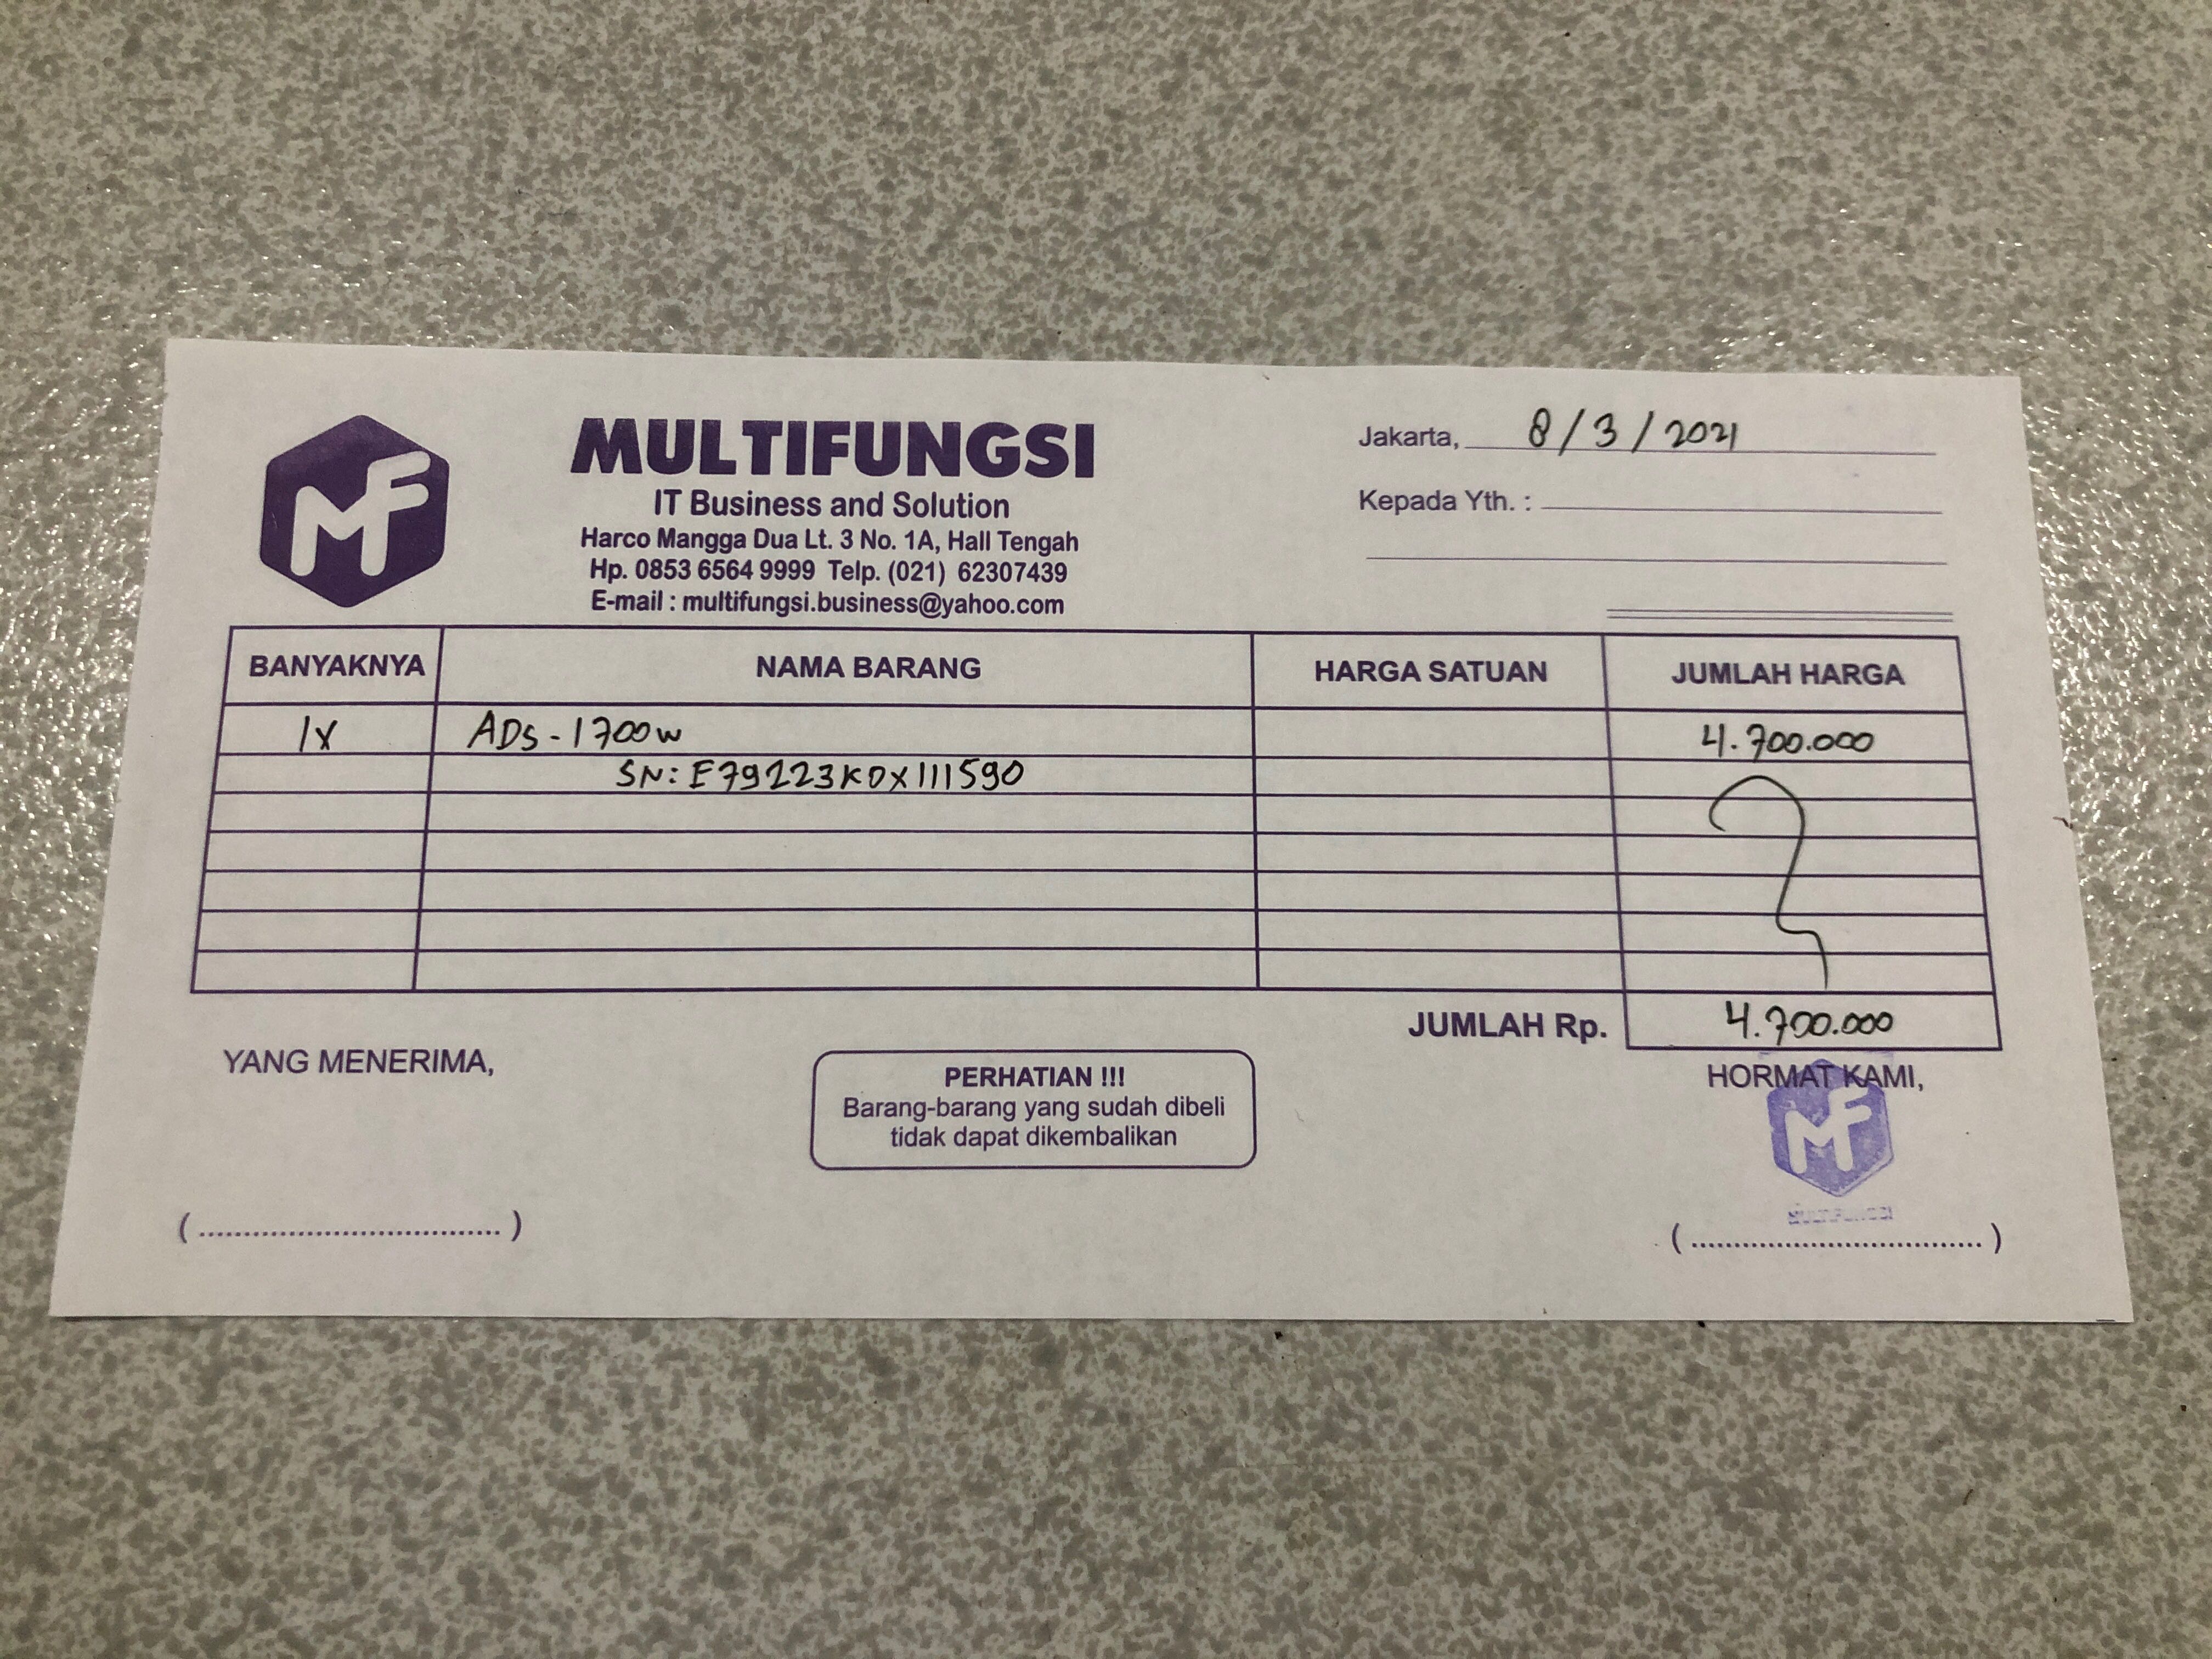 MF
MULTIFUNGSI
IT Business and Solution
Harco Mangga Dua Lt. 3 No. 1A, Hall Tengah
Hp. 0853 6564 9999 Telp. (021) 62307439
E-mail : multifungsi.business@yahoo.com
Jakarta, 8/3/2021
Kepada Yth. :
BANYAKNYA NAMA BARANG HARGA SATUAN JUMLAH HARGA
1x ADS-1700w 4.700.000
SN: E79223K0X111590
JUMLAH Rp. 4.700.000
YANG MENERIMA,
PERHATIAN !!!
Barang-barang yang sudah dibeli
tidak dapat dikembalikan
HORMAT KAMI,
MF
MULTIFUNGSI
(....................................) (....................................)